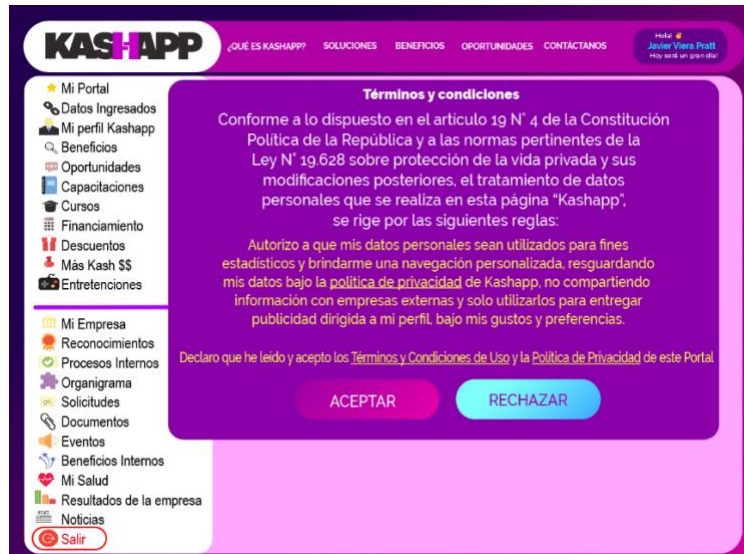 KASHAPP
¿QUÉ ES KASHAPP?
SOLUCIONES
BENEFICIOS
OPORTUNIDADES
CONTÁCTANOS
Hola!
Javier Viera Pratt
Hoy será un gran día!
Mi Portal
Datos Ingresados
Mi perfil Kashapp
Beneficios
Oportunidades
Capacitaciones
Cursos
Financiamiento
Descuentos
Más Kash $$
Entretenciones
Mi Empresa
Reconocimientos
Procesos Internos
Organigrama
Solicitudes
Documentos
Eventos
Beneficios Internos
Mi Salud
Resultados de la empresa
Noticias
Salir
Términos y condiciones
Conforme a lo dispuesto en el artículo 19 N° 4 de la Constitución
Política de la República y a las normas pertinentes de la
Ley N° 19.628 sobre protección de la vida privada y sus
modificaciones posteriores, el tratamiento de datos
personales que se realiza en esta página “Kashapp”,
se rige por las siguientes reglas:
Autorizo a que mis datos personales sean utilizados para fines
estadísticos y brindarme una navegación personalizada, resguardando
mis datos bajo la política de privacidad de Kashapp, no compartiendo
información con empresas externas y solo utilizarlos para entregar
publicidad dirigida a mi perfil, bajo mis gustos y preferencias.
Declaro que he leído y acepto los Términos y Condiciones de Uso y la Política de Privacidad de este Portal
ACEPTAR
RECHAZAR